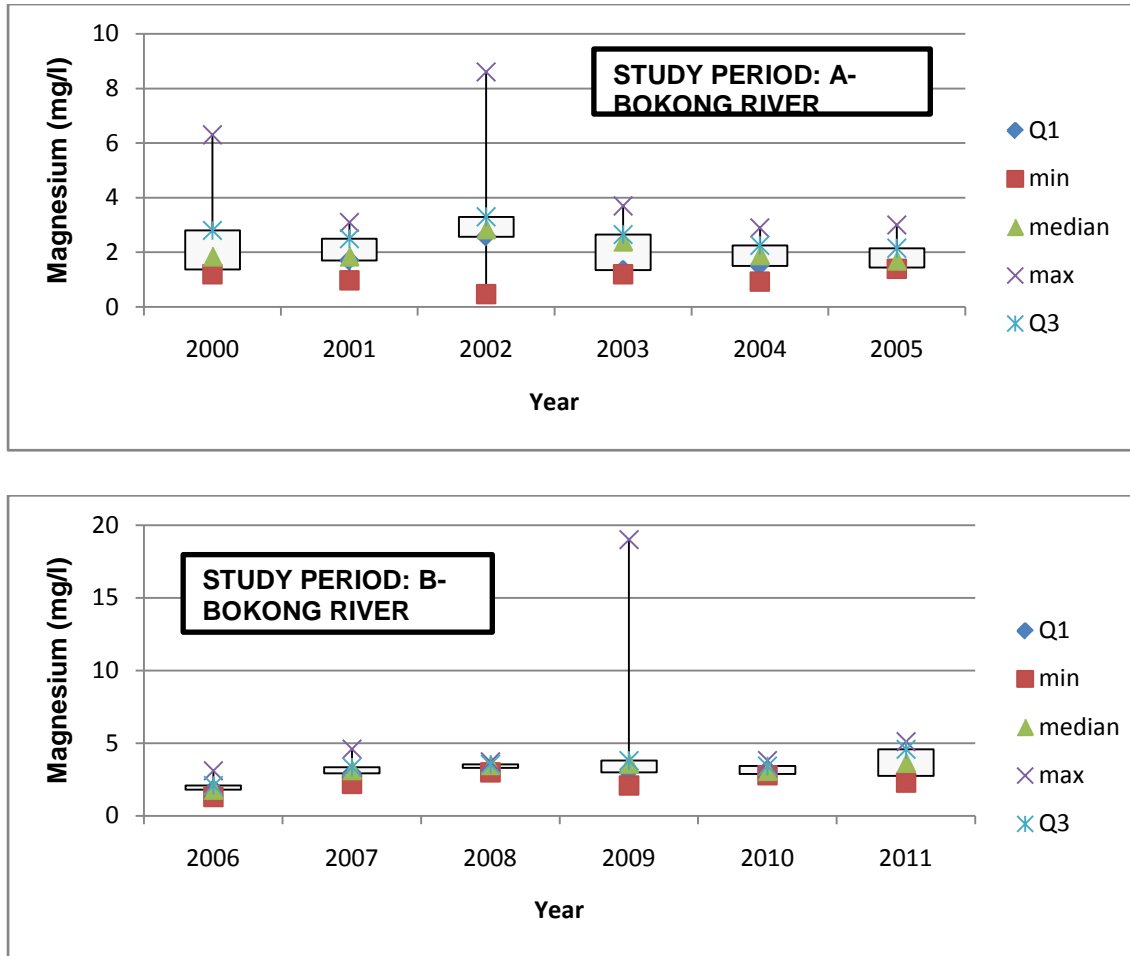 10
8
6
4
2
0
Magnesium (mg/l)
STUDY PERIOD: A-
BOKONG RIVER
Q1
min
median
max
Q3
2000 2001 2002 2003 2004 2005
Year
20
15
10
5
0
Magnesium (mg/l)
STUDY PERIOD: B-
BOKONG RIVER
Q1
min
median
max
Q3
2006 2007 2008 2009 2010 2011
Year